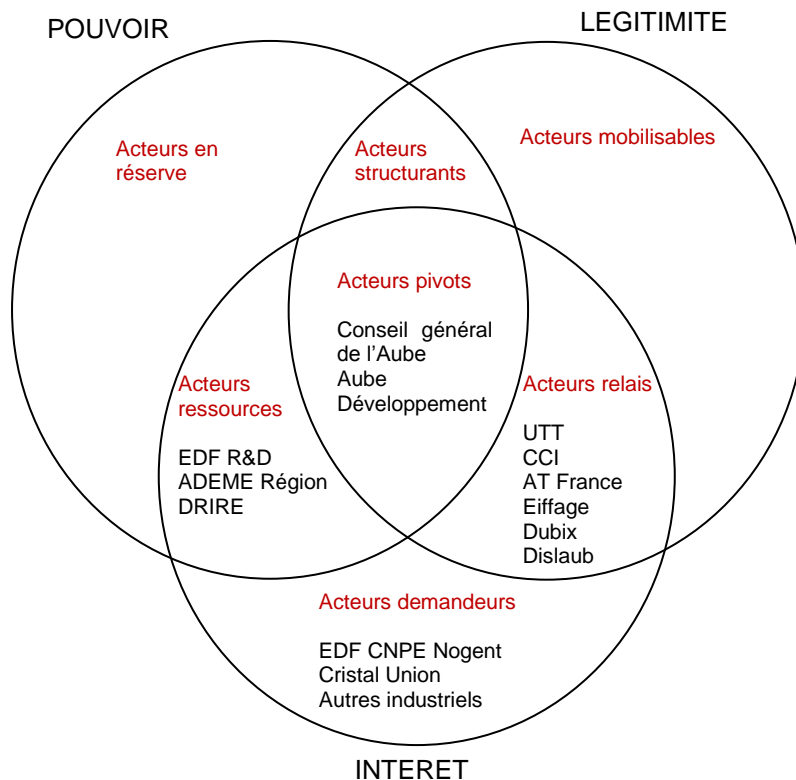 POUVOIR
LEGITIMITE
Acteurs en
réserve
Acteurs
structurants
Acteurs mobilisables
Acteurs pivots
Conseil général
de l'Aube
Aube
Développement
Acteurs
ressources
EDF R&D
ADEME Région
DRIRE
Acteurs relais
UTT
CCI
AT France
Eiffage
Dubix
Dislaub
Acteurs demandeurs
EDF CNPE Nogent
Cristal Union
Autres industriels
INTERET